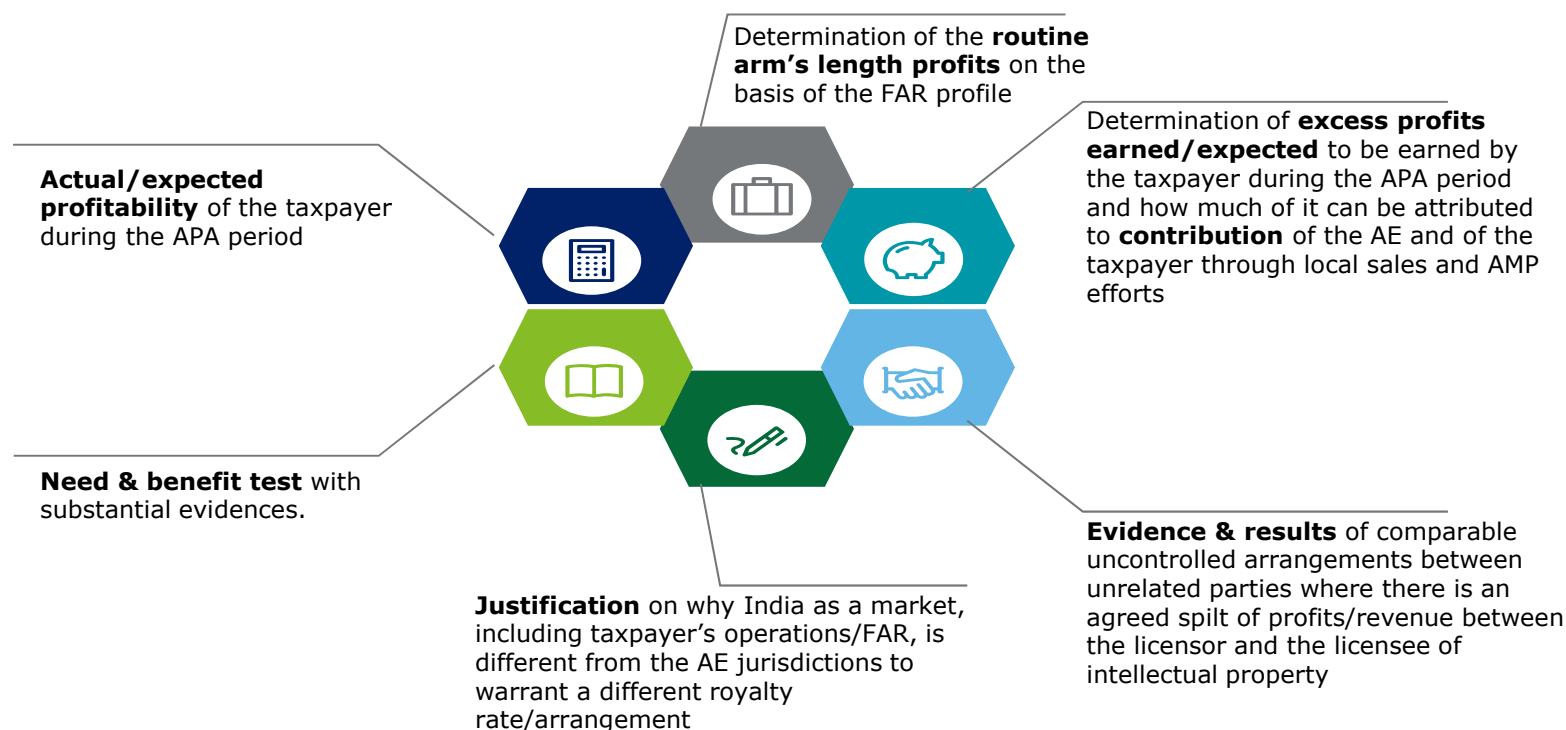 Determination of the routine
arm's length profits on the
basis of the FAR profile
Actual/expected
profitability of the taxpayer
during the APA period
Determination of excess profits
earned/expected to be earned by
the taxpayer during the APA period
and how much of it can be attributed
to contribution of the AE and of the
taxpayer through local sales and AMP
efforts
Need & benefit test with
substantial evidences.
Justification on why India as a market,
including taxpayer's operations/FAR, is
different from the AE jurisdictions to
warrant a different royalty
rate/arrangement
Evidence & results of comparable
uncontrolled arrangements between
unrelated parties where there is an
agreed spilt of profits/revenue between
the licensor and the licensee of
intellectual property